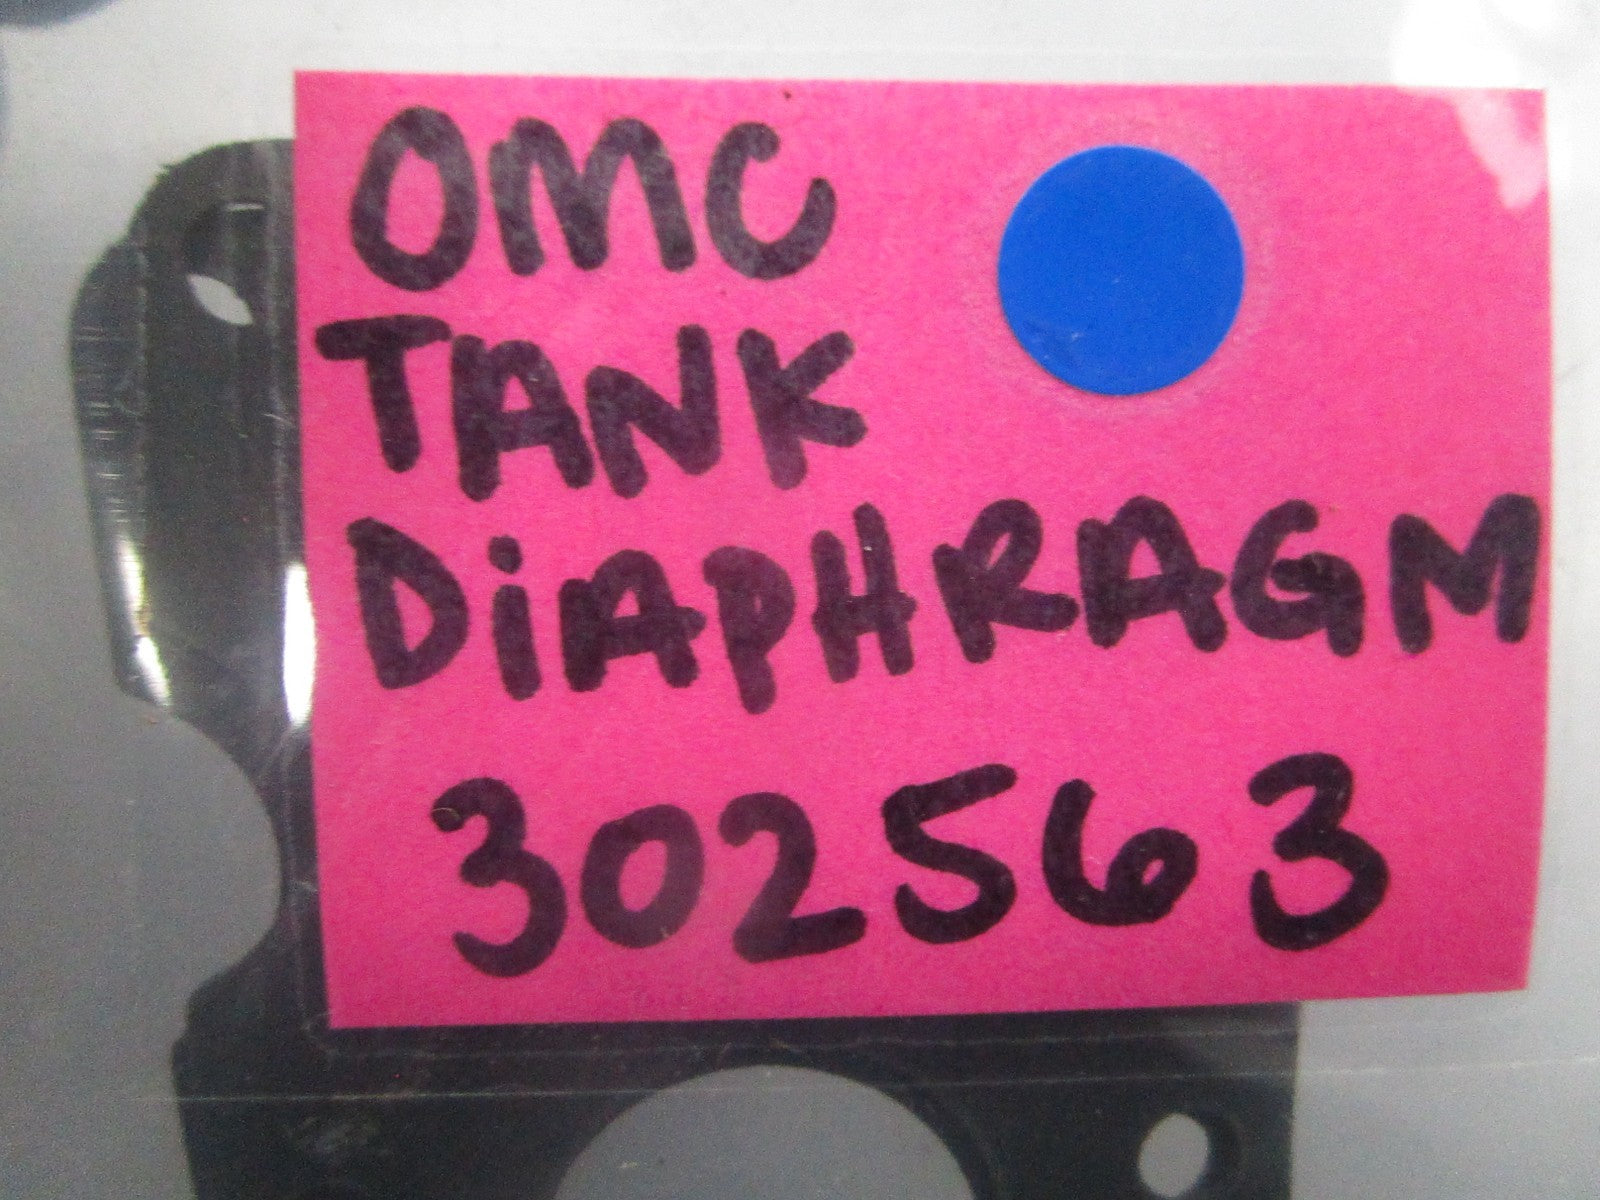 OMC
TANK
DiAPHRAGM
302563